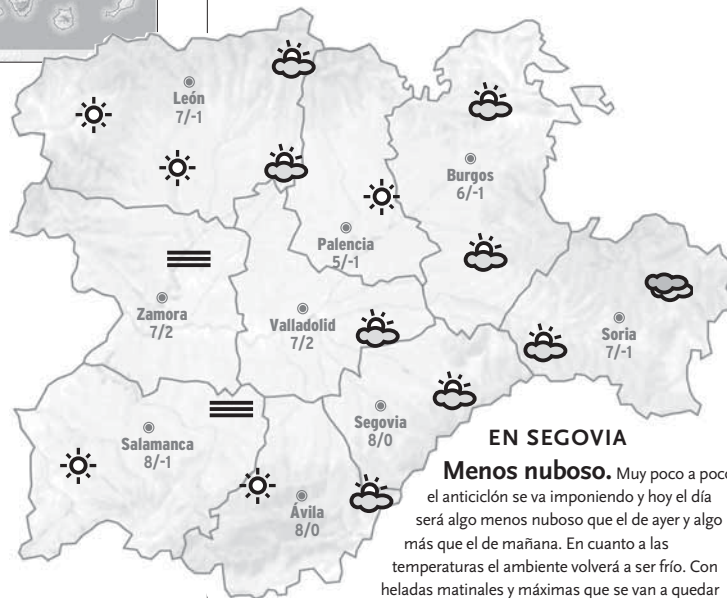 León
7/-1
Burgos
6/-1
Palencia
5/-1
Zamora
7/2
Valladolid
7/2
Soria
7/-1
Segovia
8/0
Salamanca
8/-1
Ávila
8/0
EN SEGOVIA
Menos nuboso. Muy poco a poco
el anticiclón se va imponiendo y hoy el día
será algo menos nuboso que el de ayer y algo
más que el de mañana. En cuanto a las
temperaturas el ambiente volverá a ser frío. Con
heladas matinales y máximas que se van a quedar